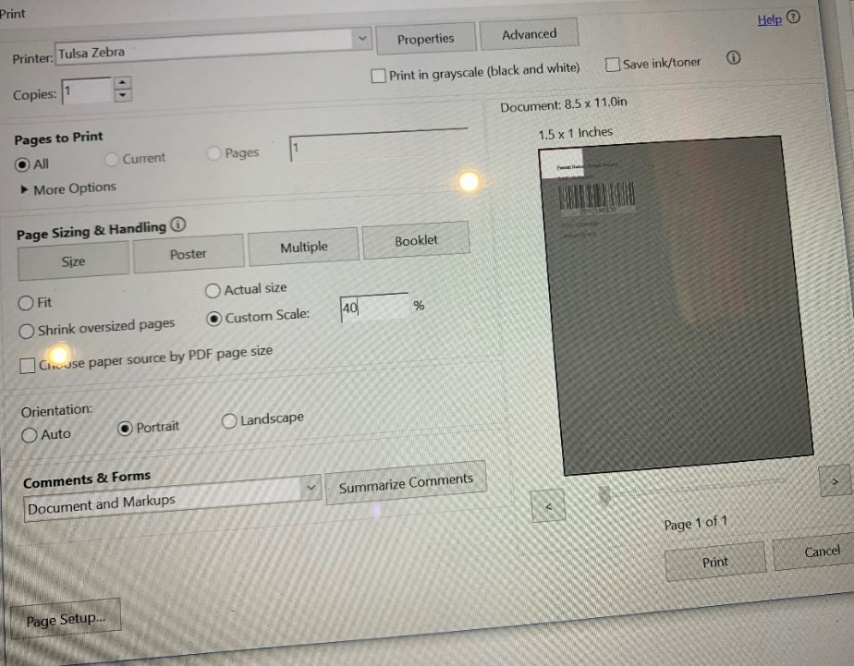 Print
Help
Printer: Tulsa Zebra
Properties
Advanced
Copies: 1
Print in grayscale (black and white)
Save ink/toner
Pages to Print
All
Current
Pages
1
More Options
Document: 8.5 x 11.0in
1.5 x 1 Inches
Page Sizing & Handling
Size
Poster
Multiple
Booklet
Fit
Actual size
Shrink oversized pages
Custom Scale: 40 %
Choose paper source by PDF page size
Orientation:
Auto
Portrait
Landscape
Comments & Forms
Document and Markups
Summarize Comments
<
>
Page 1 of 1
Print
Cancel
Page Setup...